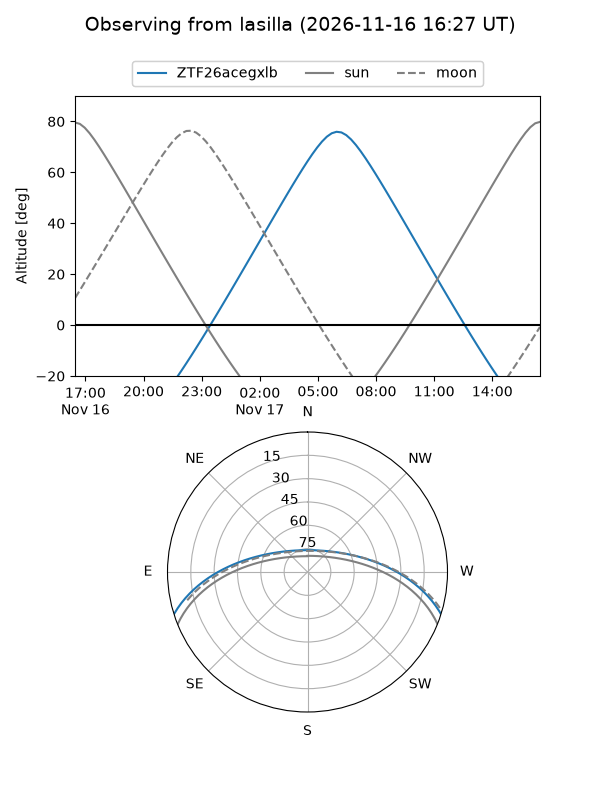 Observing from lasilla (2026-11-16 16:27 UT)
ZTF26acegxlb sun moon
80
60
40
20
0
−20
Altitude [deg]
17:00 20:00 23:00 02:00 05:00 08:00 11:00 14:00
Nov 16 Nov 17
N
NE NW
15
30
45
60
75
E W
SE SW
S